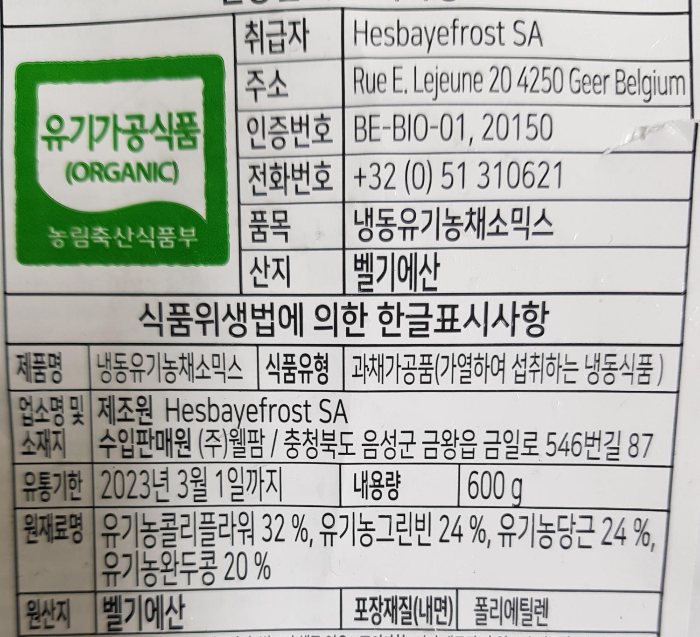 취급자 Hesbayefrost SA
주소 Rue E. Lejeune 20 4250 Geer Belgium
유기가공식품
(ORGANIC)
농림축산식품부
인증번호 BE-BIO-01, 20150
전화번호 +32 (0) 51 310621
품목 냉동유기농채소믹스
산지 벨기에산
식품위생법에 의한 한글표시사항
제품명 냉동유기농채소믹스 식품유형 과·채가공품(가열하여 섭취하는 냉동식품)
업소명 및 제조원 Hesbayefrost SA
소재지 수입판매원 (주)웰팜 / 충청북도 음성군 금왕읍 금일로 546번길 87
유통기한 2023년 3월 1일까지 내용량 600 g
원재료명 유기농콜리플라워 32 %, 유기농그린빈 24 %, 유기농당근 24 %,
유기농완두콩 20 %
원산지 벨기에산 포장재질(내면) 폴리에틸렌